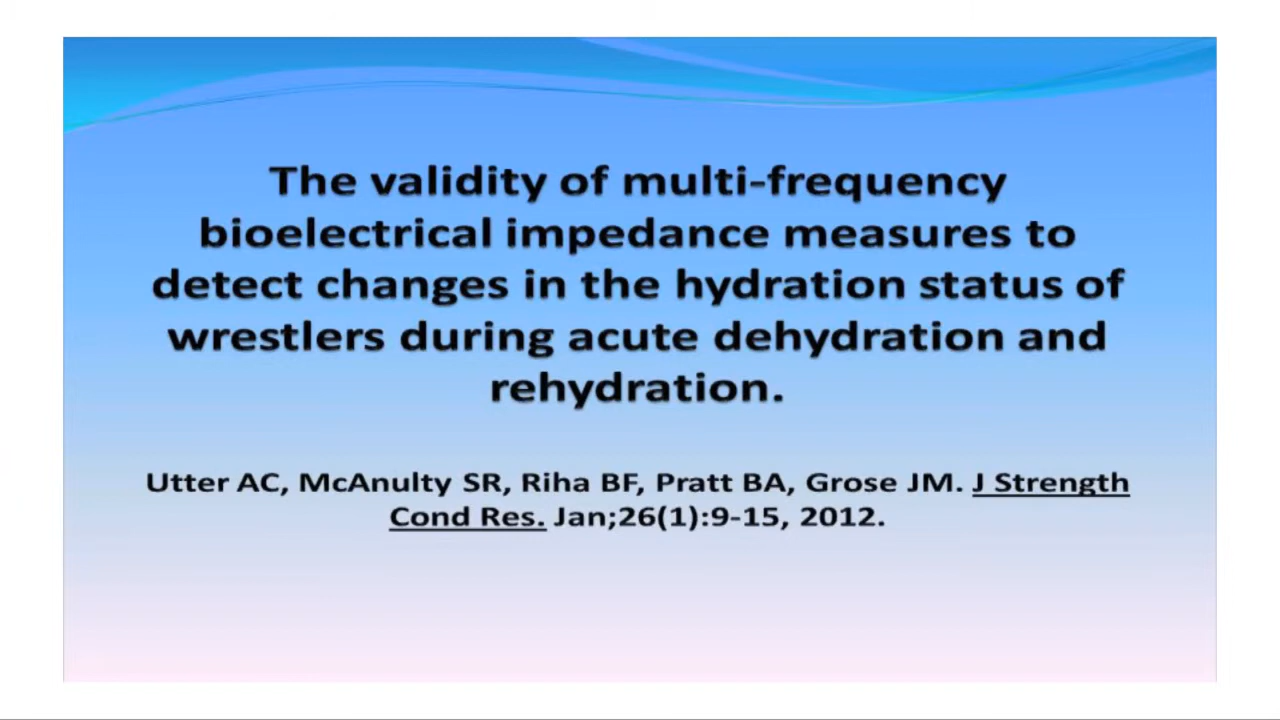 The validity of multi-frequency
bioelectrical impedance measures to
detect changes in the hydration status of
wrestlers during acute dehydration and
rehydration.
Utter AC, McAnulty SR, Riha BF, Pratt BA, Grose JM. J Strength
Cond Res. Jan;26(1):9-15, 2012.